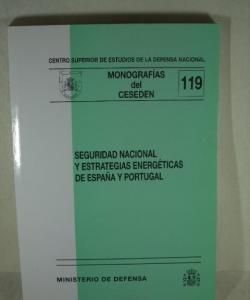 CENTRO SUPERIOR DE ESTUDIOS DE LA DEFENSA NACIONAL
MONOGRAFÍAS
del
CESEDEN
119
SEGURIDAD NACIONAL
Y ESTRATEGIAS ENERGÉTICAS
DE ESPAÑA Y PORTUGAL
MINISTERIO DE DEFENSA